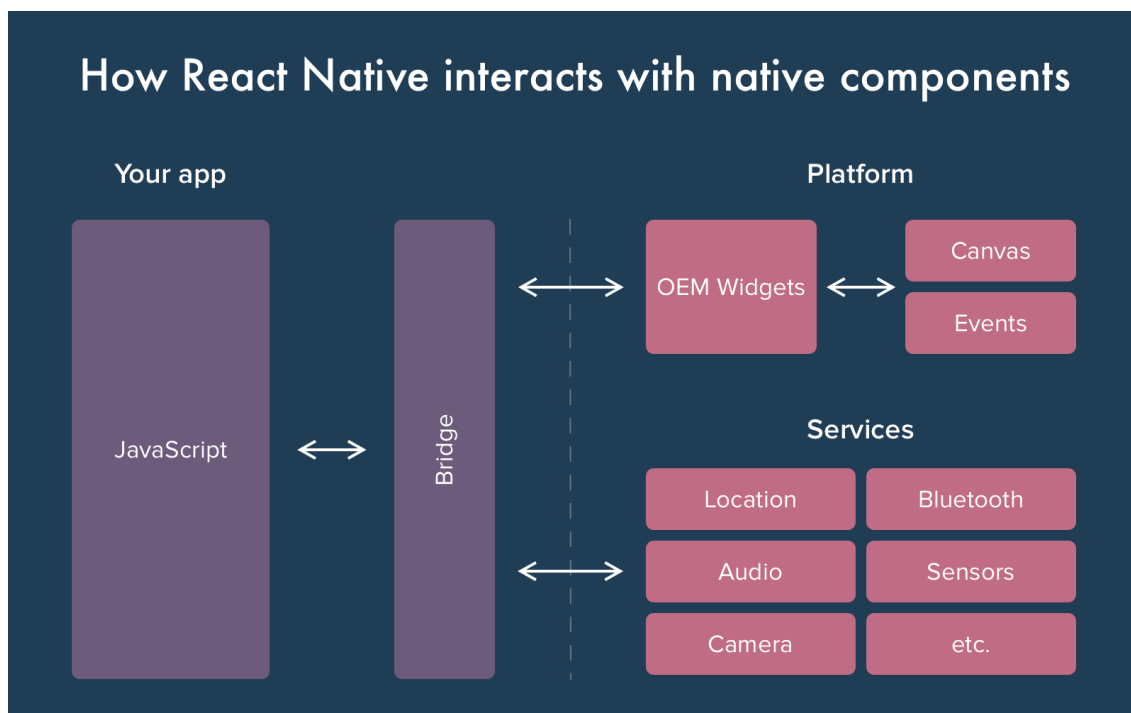 How React Native interacts with native components
Your app
JavaScript
Bridge
Platform
OEM Widgets
Canvas
Events
Services
Location
Bluetooth
Audio
Sensors
Camera
etc.